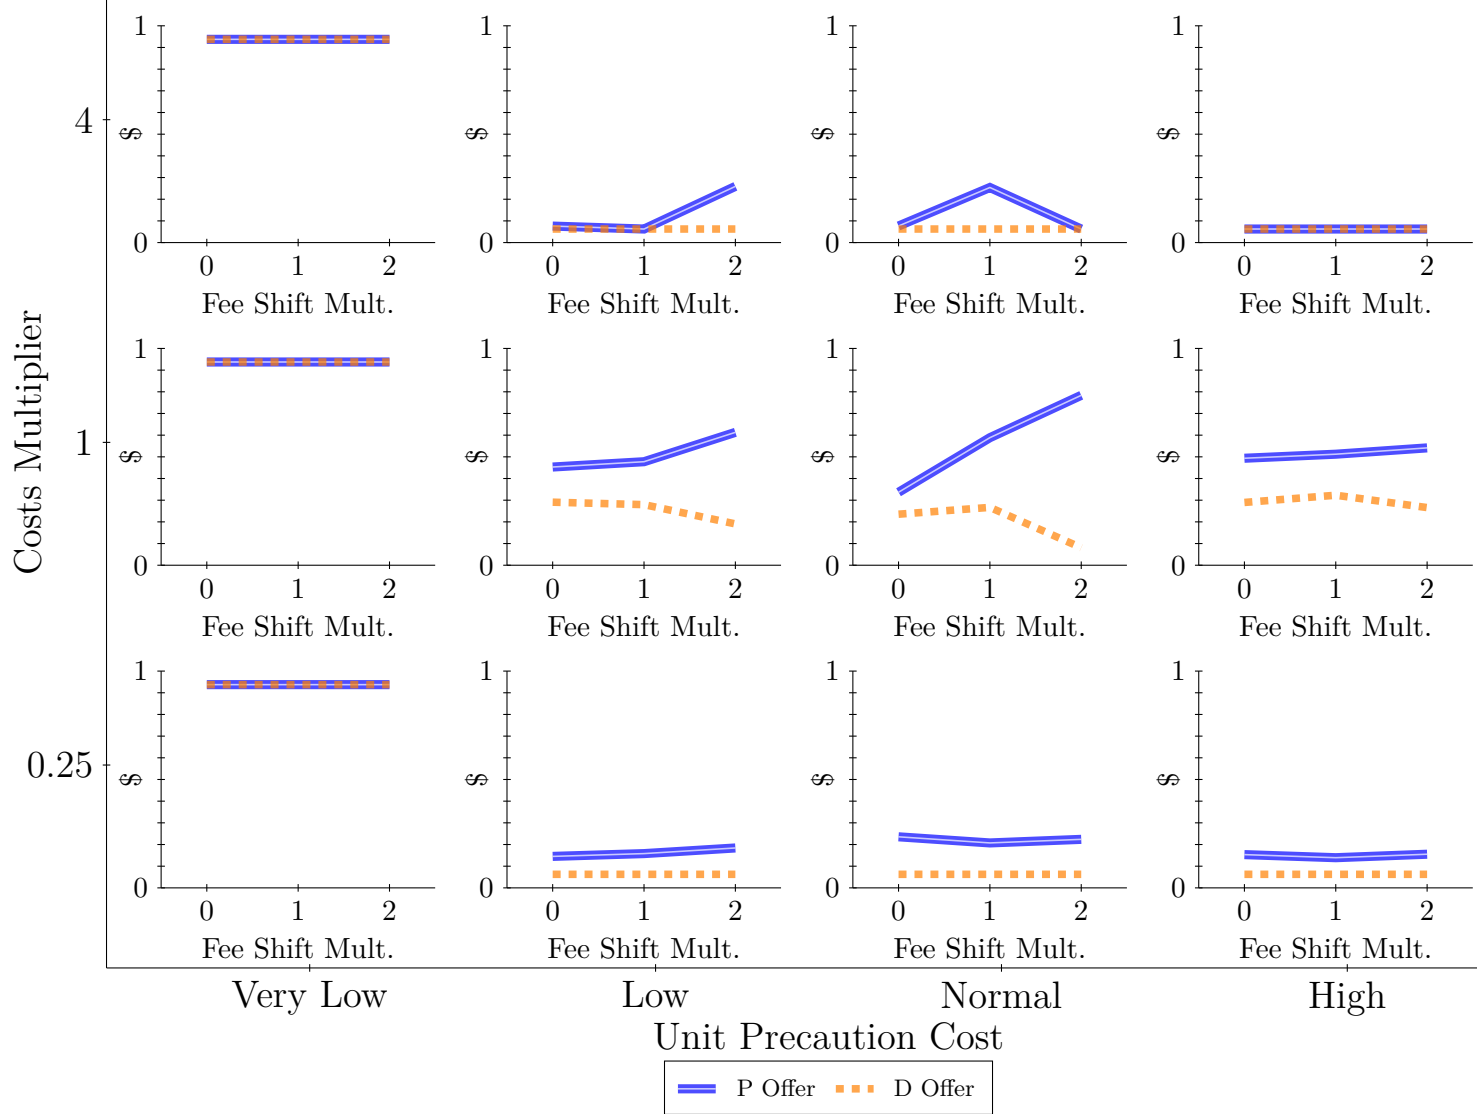 1 1 1 1
4 $ $ $ $
0 0 0 0
0 1 2 0 1 2 0 1 2 0 1 2
Fee Shift Mult. Fee Shift Mult. Fee Shift Mult. Fee Shift Mult.
Costs Multiplier
1 1 1 1
1 $ $ $ $
0 0 0 0
0 1 2 0 1 2 0 1 2 0 1 2
Fee Shift Mult. Fee Shift Mult. Fee Shift Mult. Fee Shift Mult.
1 1 1 1
0.25 $ $ $ $
0 0 0 0
0 1 2 0 1 2 0 1 2 0 1 2
Fee Shift Mult. Fee Shift Mult. Fee Shift Mult. Fee Shift Mult.
Very Low Low Normal High
Unit Precaution Cost
P Offer D Offer